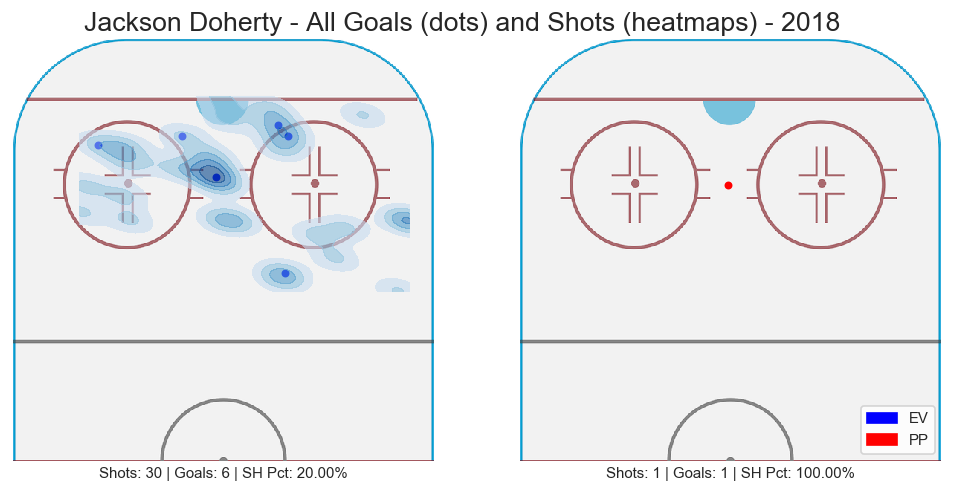 Jackson Doherty - All Goals (dots) and Shots (heatmaps) - 2018
EV
PP
Shots: 30 | Goals: 6 | SH Pct: 20.00%
Shots: 1 | Goals: 1 | SH Pct: 100.00%